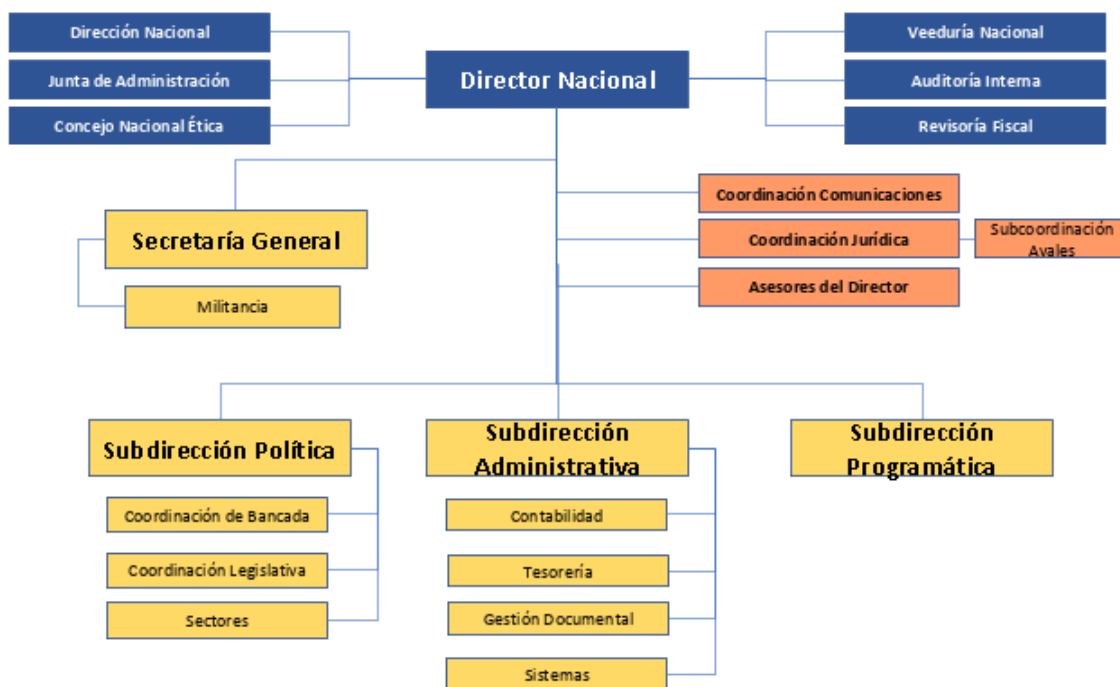 Dirección Nacional
Junta de Administración
Concejo Nacional Ética
Director Nacional
Veeduría Nacional
Auditoría Interna
Revisoría Fiscal
Secretaría General
Militancia
Coordinación Comunicaciones
Coordinación Jurídica
Subcoordinación
Avales
Asesores del Director
Subdirección Política
Coordinación de Bancada
Coordinación Legislativa
Sectores
Subdirección
Administrativa
Contabilidad
Tesorería
Gestión Documental
Sistemas
Subdirección
Programática